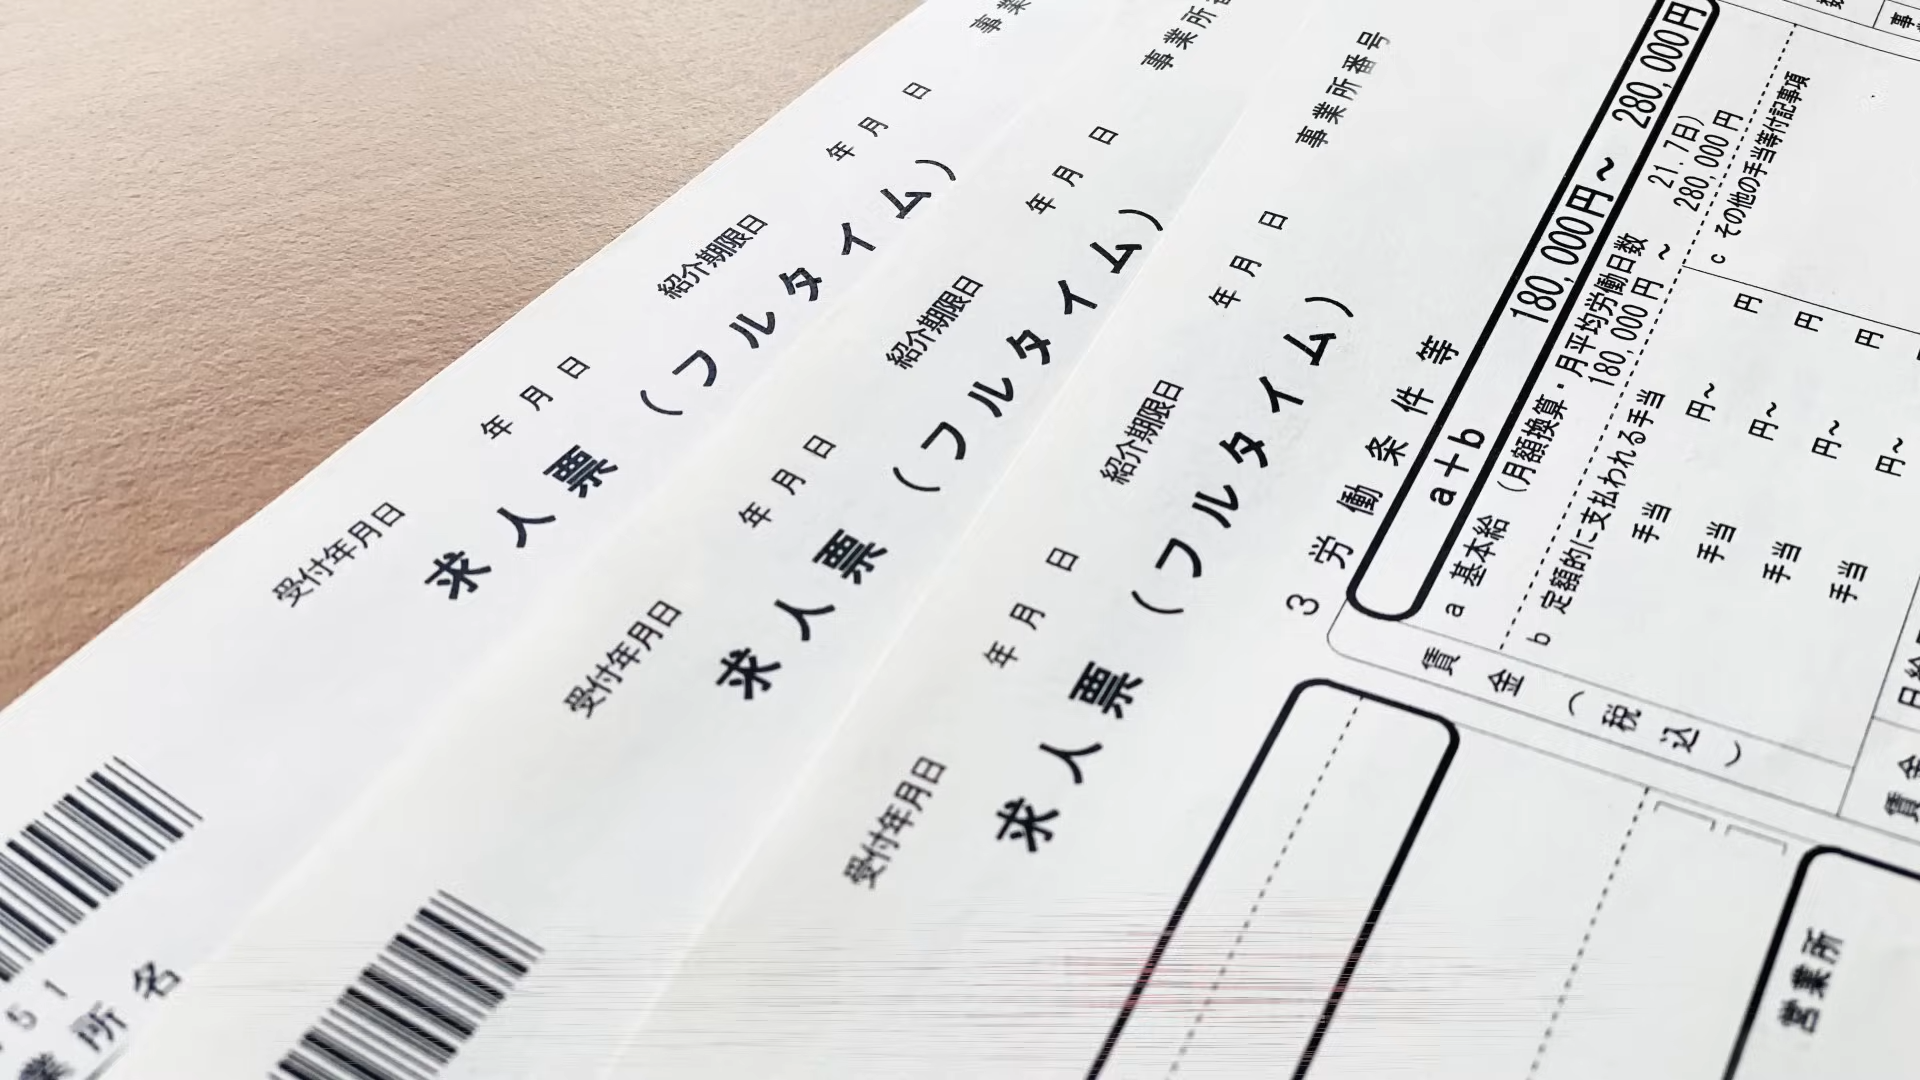 事業
受付年月日　年　月　日　紹介期限日　年　月　日
求人票（フルタイム）
5 1
業所名
事業所番
受付年月日　年　月　日　紹介期限日　年　月　日
求人票（フルタイム）
事業所番号
受付年月日　年　月　日　紹介期限日　年　月　日
求人票（フルタイム）
3 労働条件等
a＋b　180,000円～　280,000円
a 基本給（月額換算・月平均労働日数　21.7日）
180,000円　～　280,000円
b 定額的に支払われる手当
手当　円～　円
手当　円～　円
手当　円～　円
手当　円～
c その他の手当等付記事項
賃金（税込）
日給
賃金
営業所